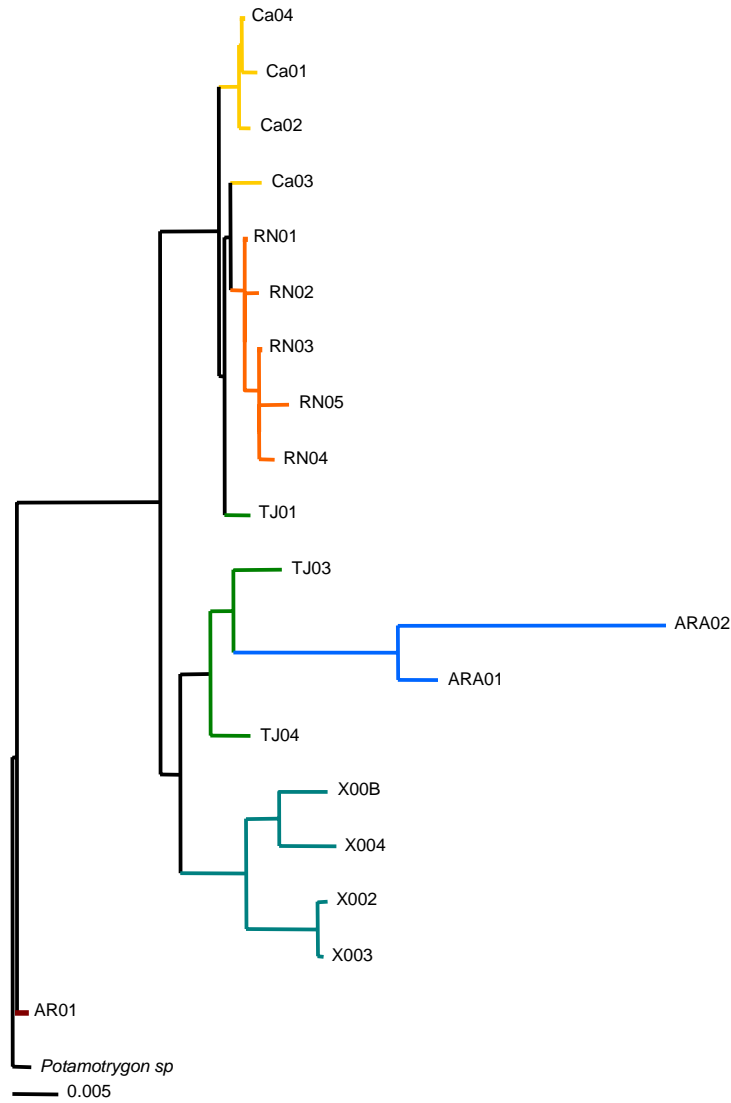 Ca04
Ca01
Ca02
Ca03
RN01
RN02
RN03
RN05
RN04
TJ01
TJ03
ARA02
ARA01
TJ04
X00B
X004
X002
X003
AR01
Potamotrygon sp
0.005